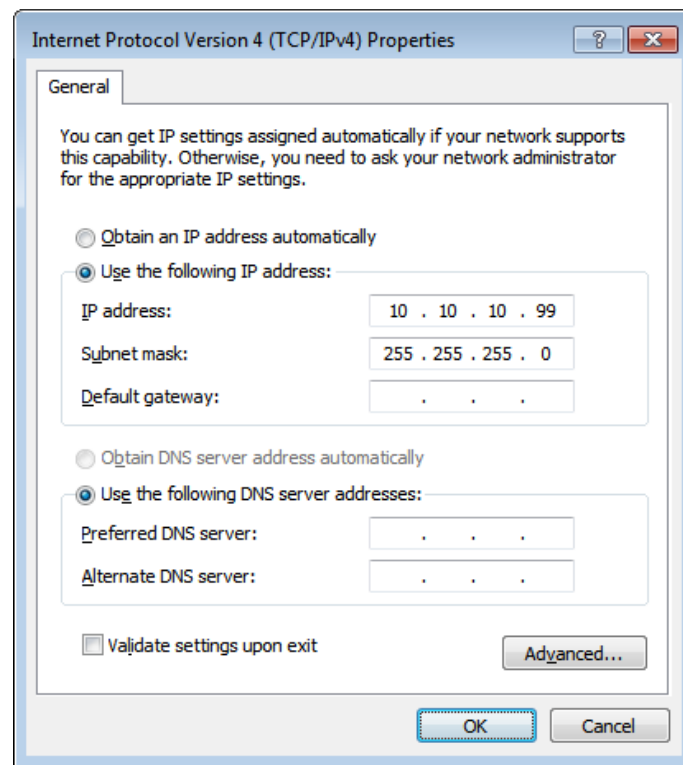 Internet Protocol Version 4 (TCP/IPv4) Properties
General
You can get IP settings assigned automatically if your network supports
this capability. Otherwise, you need to ask your network administrator
for the appropriate IP settings.
Obtain an IP address automatically
Use the following IP address:
IP address: 10 . 10 . 10 . 99
Subnet mask: 255 . 255 . 255 . 0
Default gateway: . . .
Obtain DNS server address automatically
Use the following DNS server addresses:
Preferred DNS server: . . .
Alternate DNS server: . . .
Validate settings upon exit
Advanced...
OK Cancel